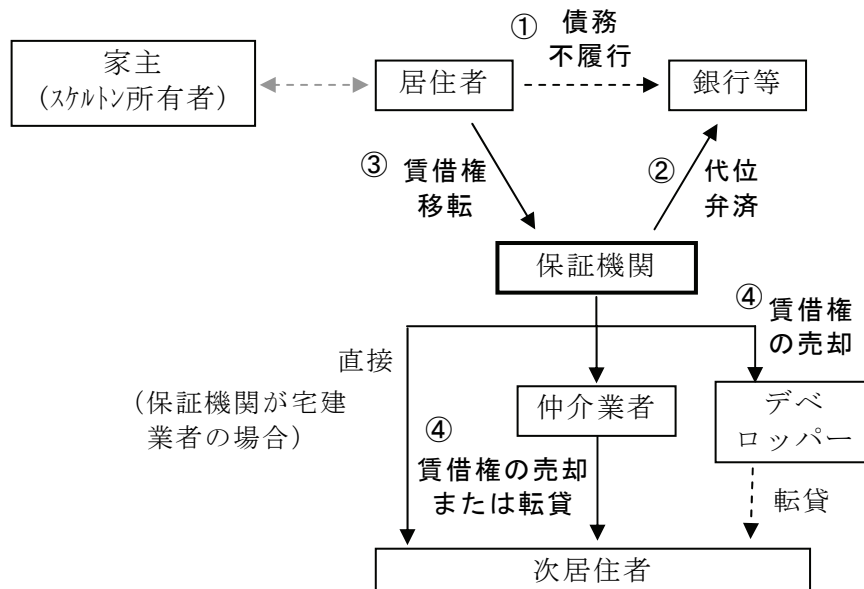 ① 債務
不履行
家主
（スケルトン所有者）
居住者
銀行等
③ 賃借権
移転
② 代位
弁済
保証機関
④ 賃借権
の売却
直接
（保証機関が宅建
業者の場合）
仲介業者
デベ
ロッパー
④
賃借権の売却
または転貸
転貸
次居住者